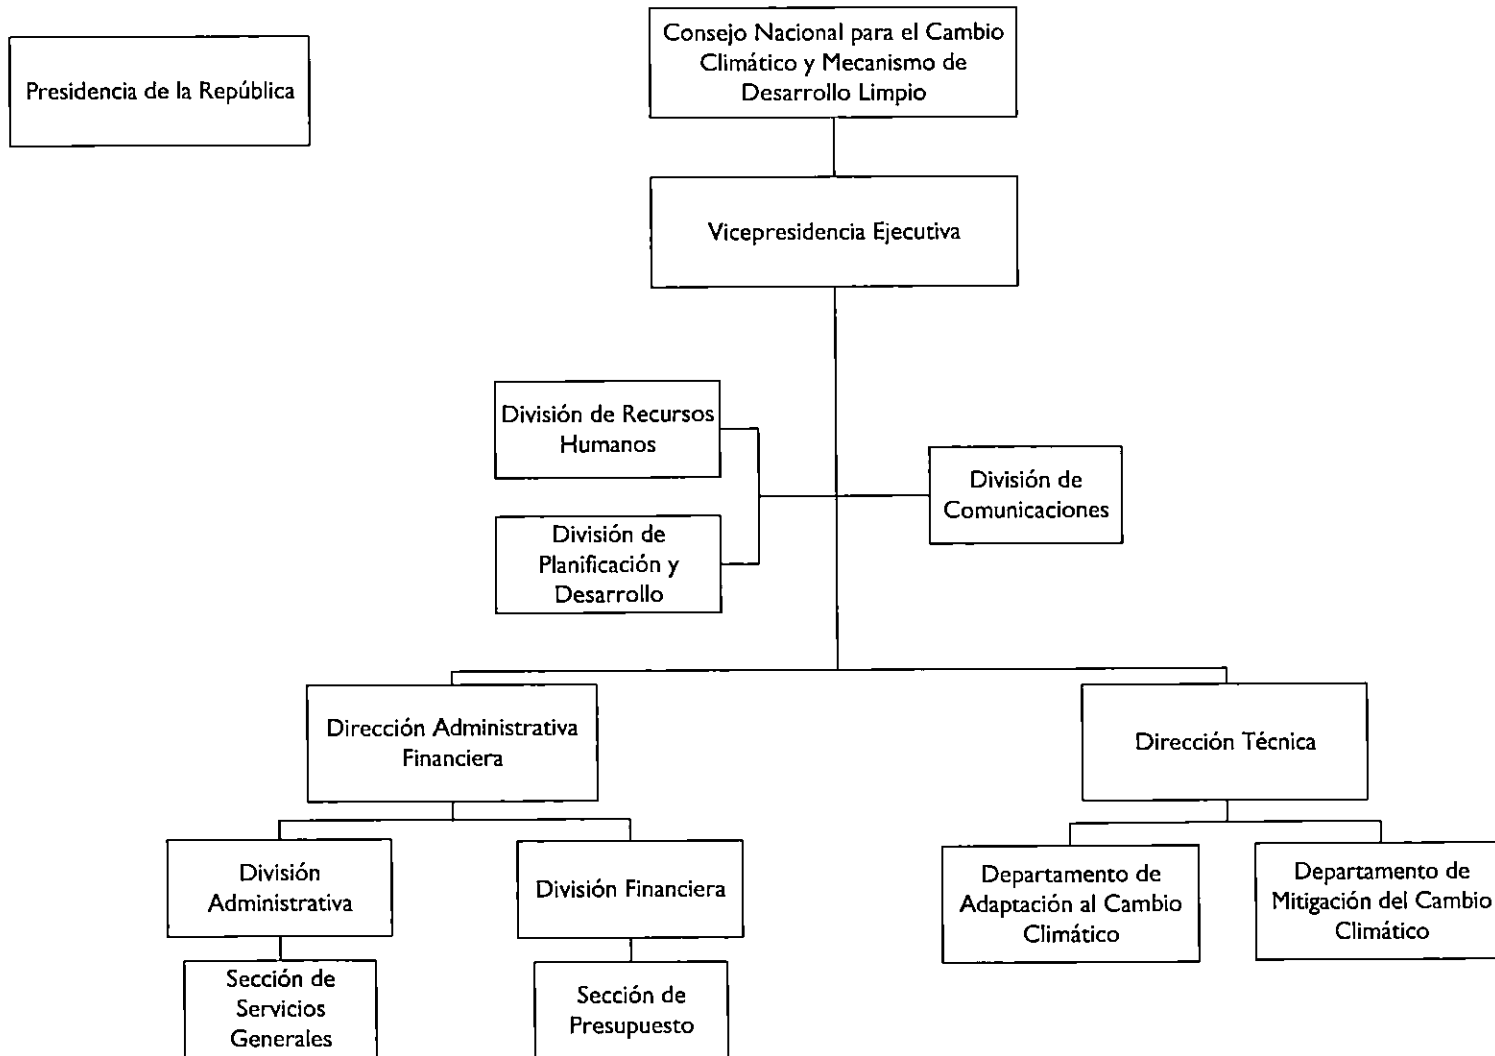 Presidencia de la República
Consejo Nacional para el Cambio
Climático y Mecanismo de
Desarrollo Limpio
Vicepresidencia Ejecutiva
División de Recursos
Humanos
División de
Comunicaciones
División de
Planificación y
Desarrollo
Dirección Administrativa
Financiera
Dirección Técnica
División
Administrativa
División Financiera
Departamento de
Adaptación al Cambio
Climático
Departamento de
Mitigación del Cambio
Climático
Sección de
Servicios
Generales
Sección de
Presupuesto